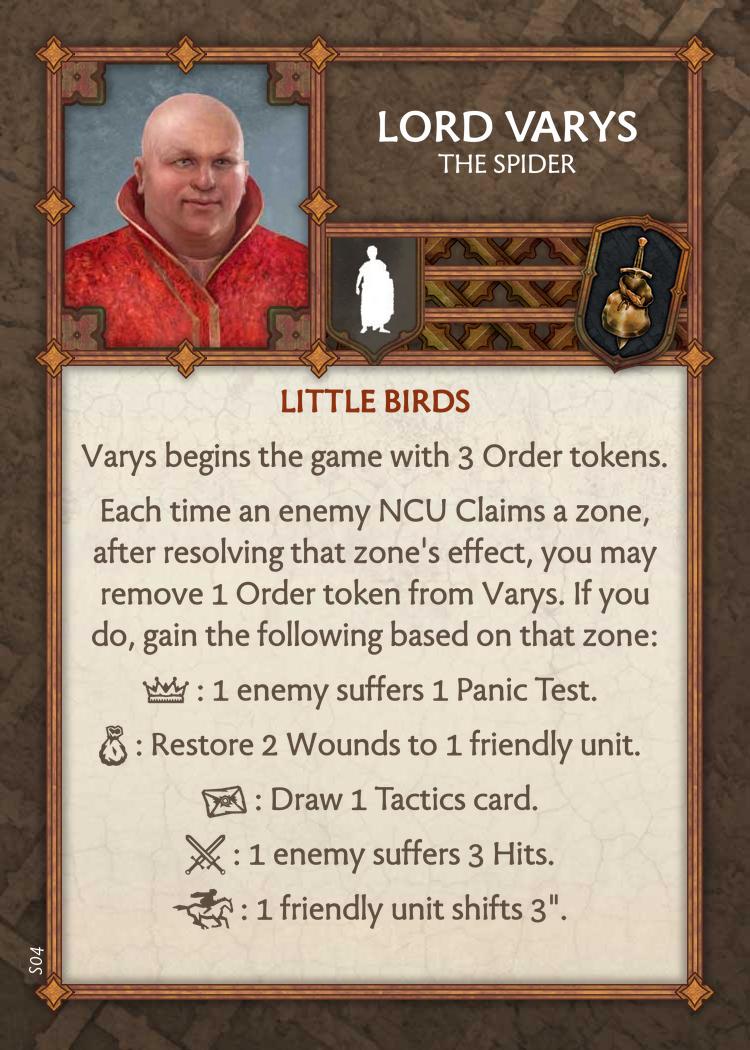 LORD VARYS
THE SPIDER
LITTLE BIRDS
Varys begins the game with 3 Order tokens.
Each time an enemy NCU Claims a zone,
after resolving that zone's effect, you may
remove 1 Order token from Varys. If you
do, gain the following based on that zone:
: 1 enemy suffers 1 Panic Test.
: Restore 2 Wounds to 1 friendly unit.
: Draw 1 Tactics card.
: 1 enemy suffers 3 Hits.
: 1 friendly unit shifts 3".
S04